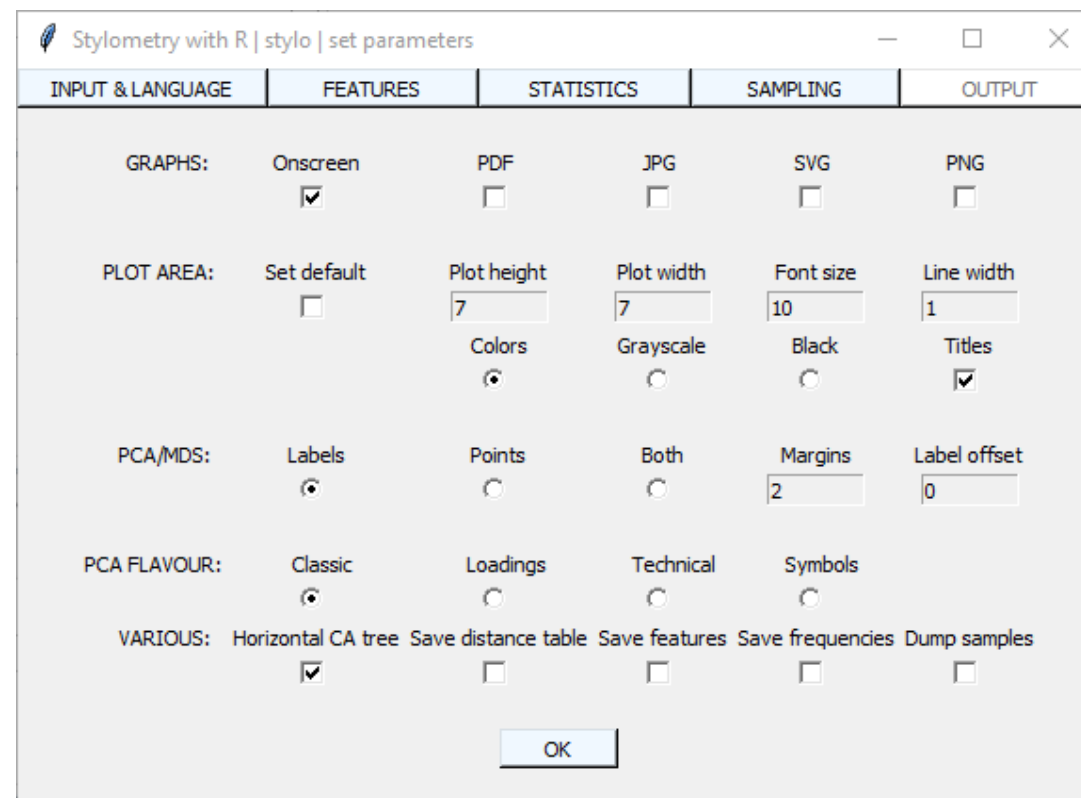 Stylometry with R | stylo | set parameters
INPUT & LANGUAGE FEATURES STATISTICS SAMPLING OUTPUT
GRAPHS: Onscreen PDF JPG SVG PNG
PLOT AREA: Set default Plot height Plot width Font size Line width
7 7 10 1
Colors Grayscale Black Titles
PCA/MDS: Labels Points Both Margins Label offset
2 0
PCA FLAVOUR: Classic Loadings Technical Symbols
VARIOUS: Horizontal CA tree Save distance table Save features Save frequencies Dump samples
OK